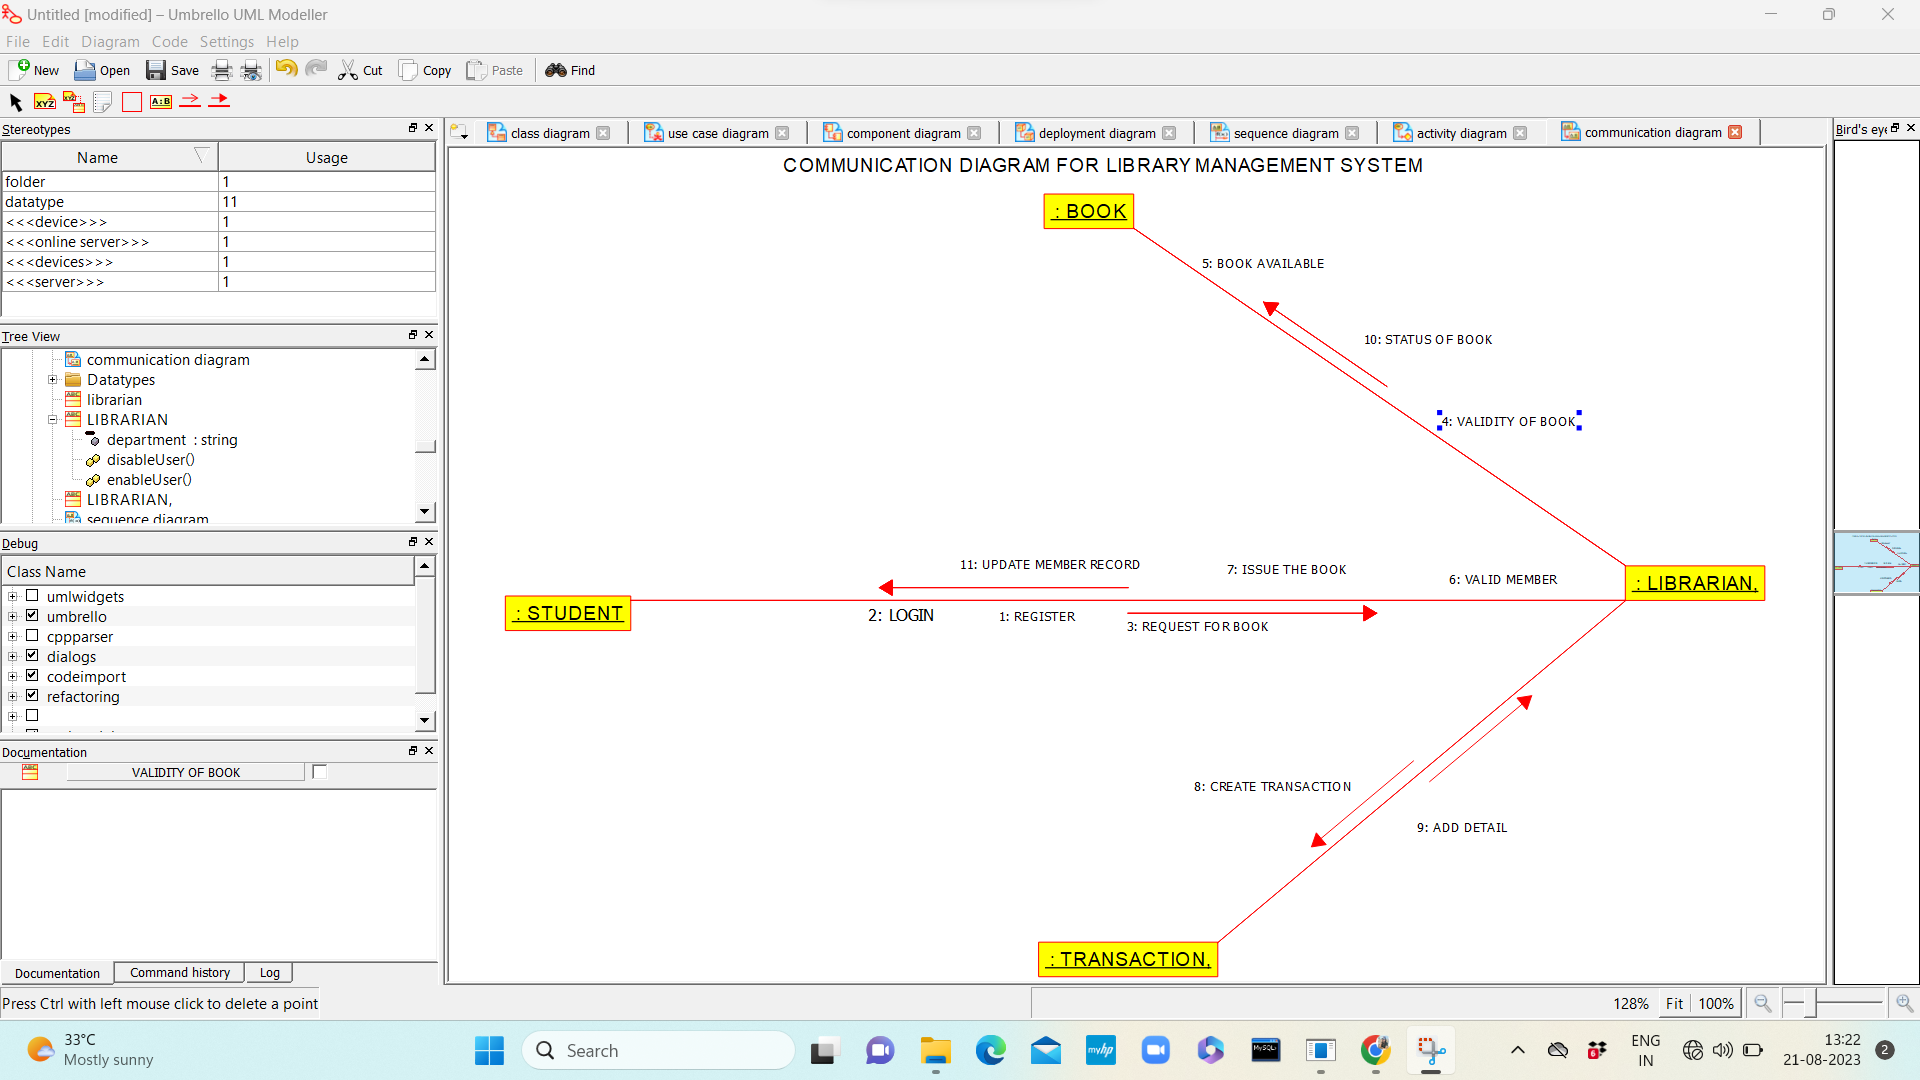 Untitled [modified] – Umbrello UML Modeller
File Edit Diagram Code Settings Help
New Open Save Cut Copy Paste Find
XYZ XYZ A:B
Stereotypes
Name Usage
folder 1
datatype 11
<<<device>>> 1
<<<online server>>> 1
<<<devices>>> 1
<<<server>>> 1
Tree View
communication diagram
Datatypes
librarian
LIBRARIAN
department : string
disableUser()
enableUser()
LIBRARIAN,
sequence diagram
Debug
Class Name
umlwidgets
umbrello
cppparser
dialogs
codeimport
refactoring
Documentation
VALIDITY OF BOOK
Documentation Command history Log
Press Ctrl with left mouse click to delete a point
class diagram use case diagram component diagram deployment diagram sequence diagram activity diagram communication diagram
Bird's eye
COMMUNICATION DIAGRAM FOR LIBRARY MANAGEMENT SYSTEM
: BOOK
5: BOOK AVAILABLE
10: STATUS OF BOOK
4: VALIDITY OF BOOK
11: UPDATE MEMBER RECORD
7: ISSUE THE BOOK
6: VALID MEMBER
: LIBRARIAN,
: STUDENT
2: LOGIN
1: REGISTER
3: REQUEST FOR BOOK
8: CREATE TRANSACTION
9: ADD DETAIL
: TRANSACTION,
128% Fit 100%
33°C
Mostly sunny
Search
myhp
MySQL
6
ENG
IN
13:22
21-08-2023
2